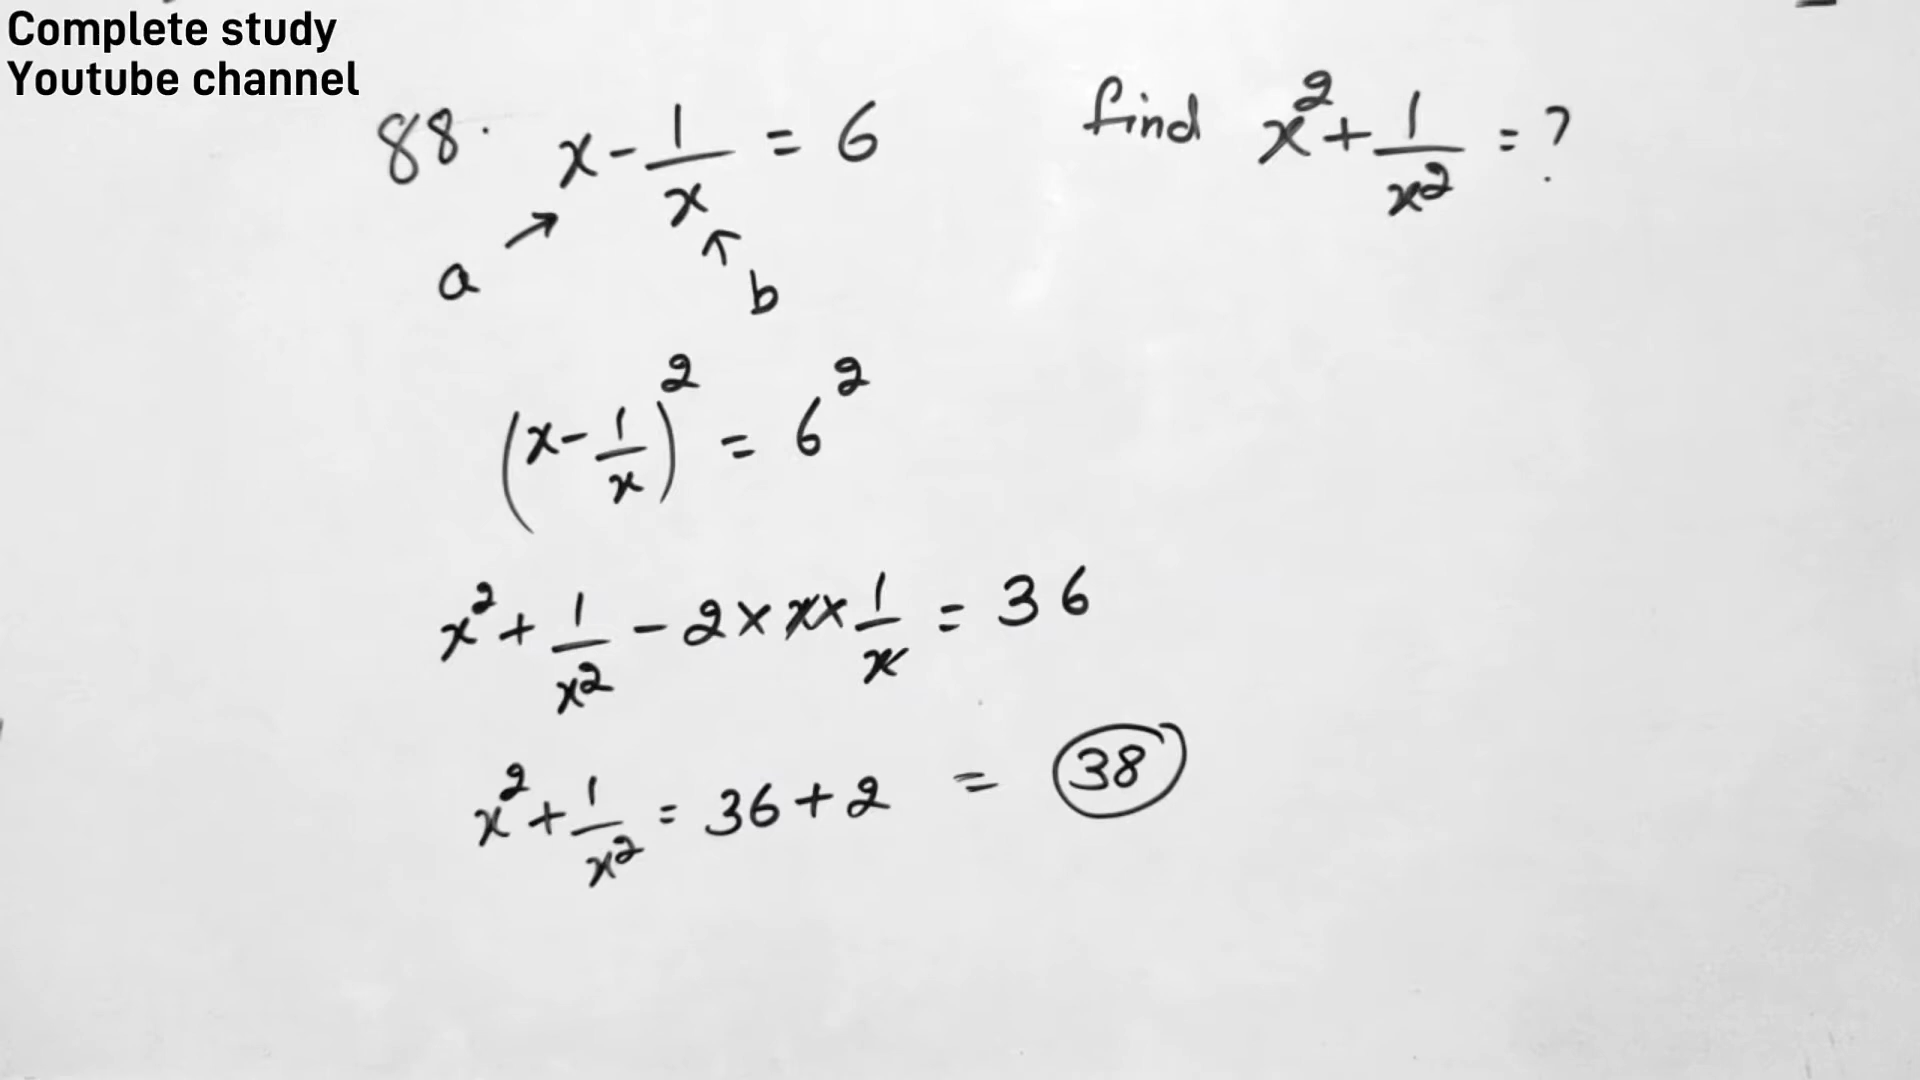 Complete study
Youtube channel
88. x - 1/x = 6 find x² + 1/x² = ?
a b
(x - 1/x)² = 6²
x² + 1/x² - 2 × x × 1/x = 36
x² + 1/x² = 36 + 2 = 38